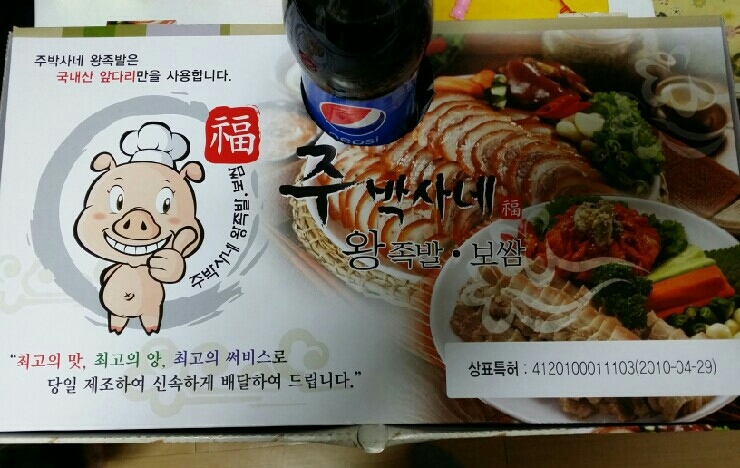 주박사네 왕족발은
국내산 앞다리만을 사용합니다.
福
주박사네 왕족발.보쌈
PEPSI
주박사네
福
왕족발·보쌈
"최고의 맛, 최고의 양, 최고의 써비스로
당일 제조하여 신속하게 배달하여 드립니다."
상표특허 : 4120100011103(2010-04-29)